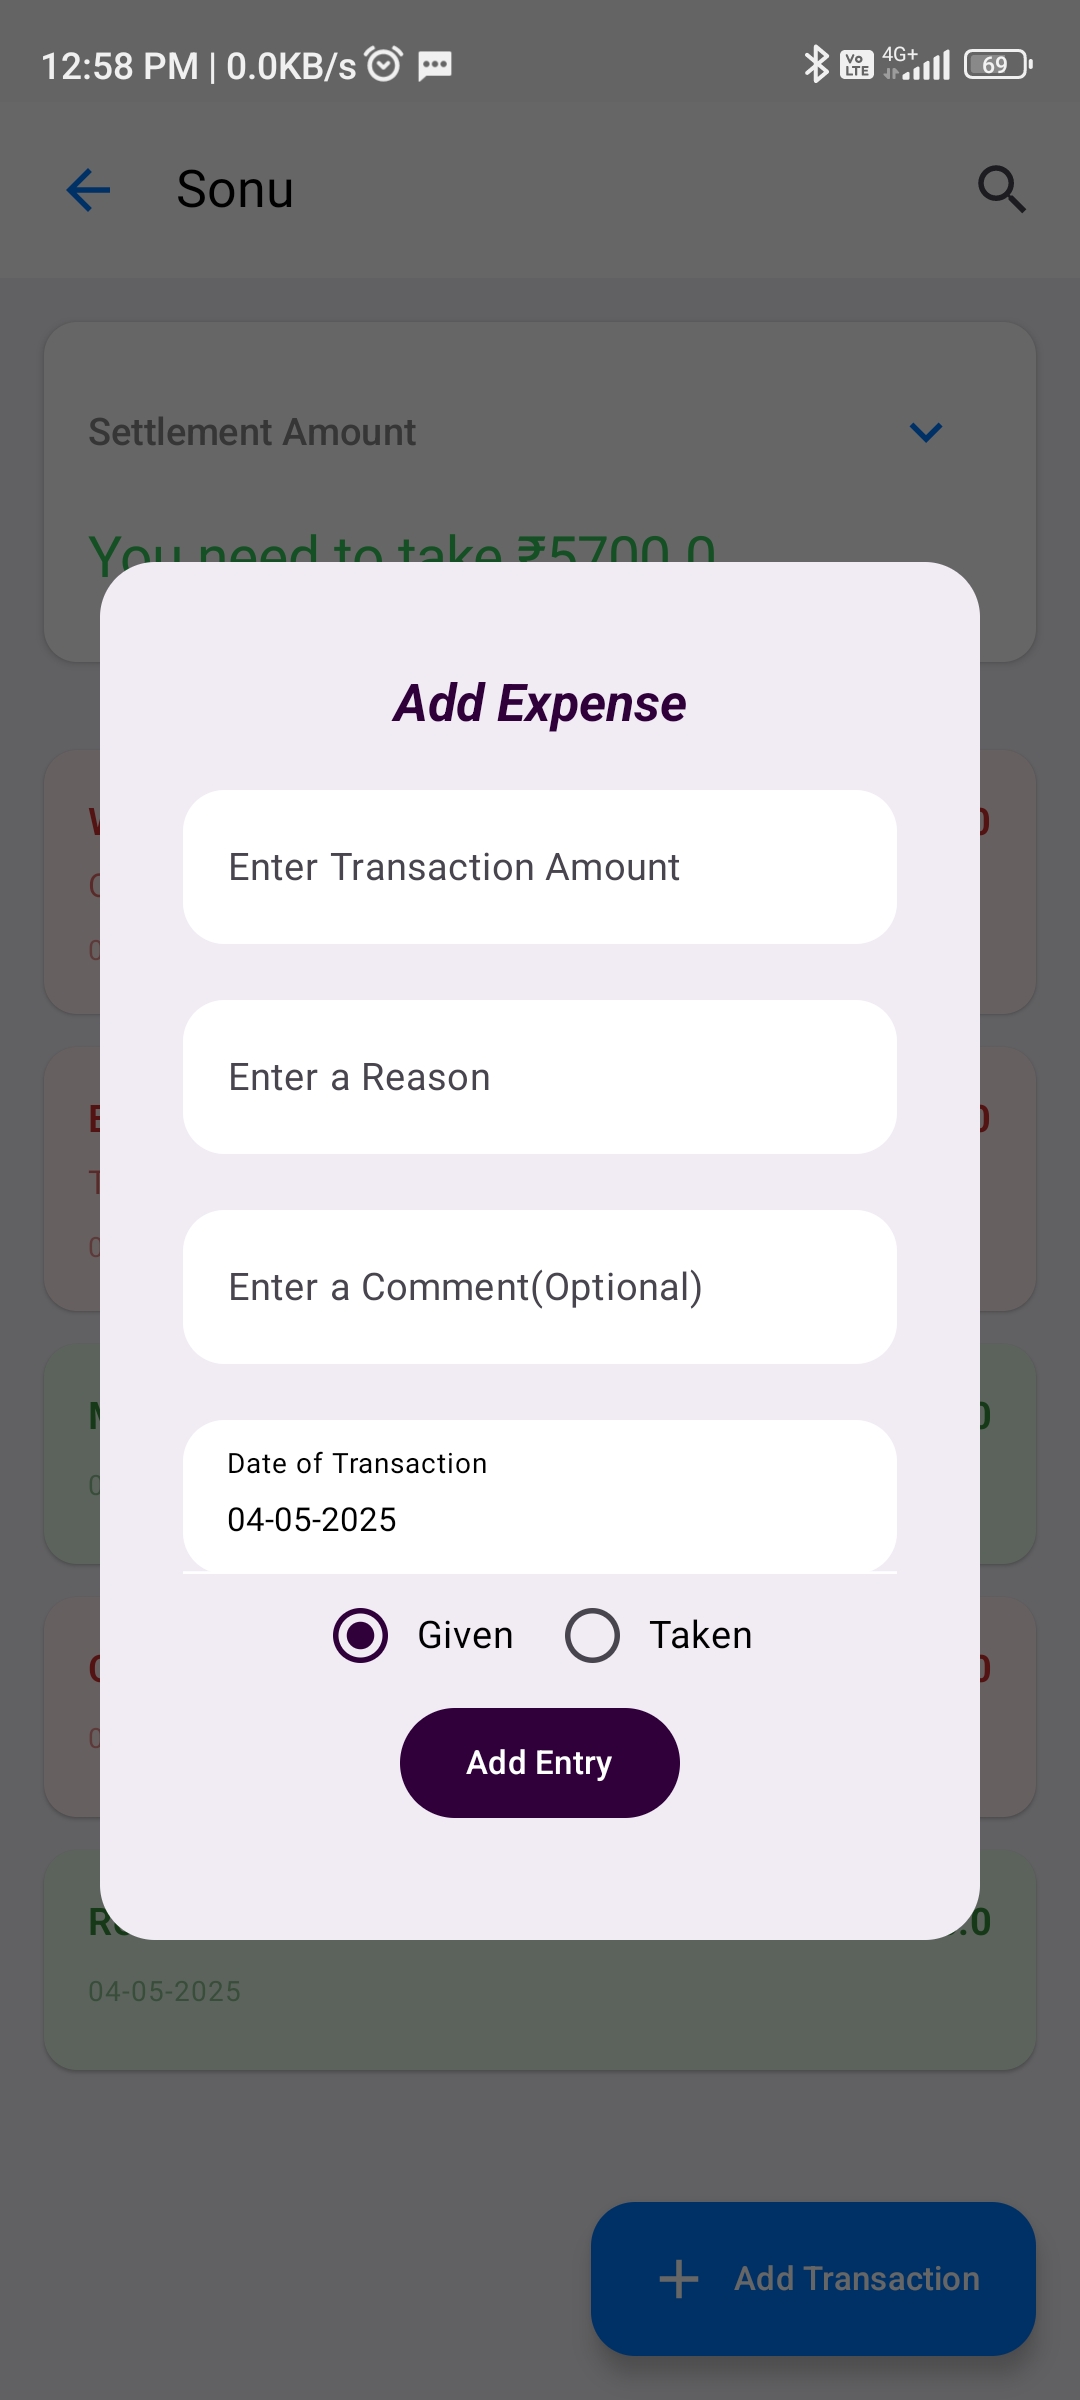 12:58 PM | 0.0KB/s
Vo LTE 4G+ 69
Sonu
Settlement Amount
You need to take ₹5700.0
Add Expense
Enter Transaction Amount
Enter a Reason
Enter a Comment(Optional)
Date of Transaction
04-05-2025
Given Taken
Add Entry
.0
04-05-2025
Add Transaction